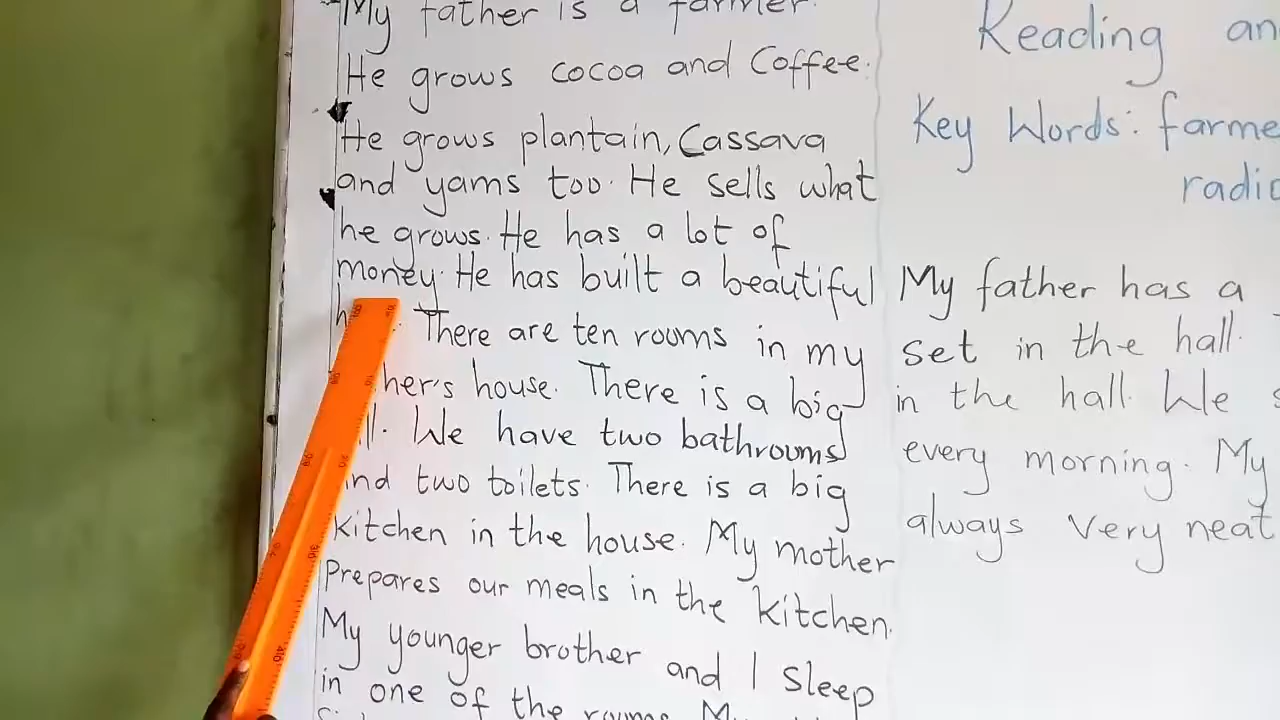 My father is a farmer.
He grows cocoa and Coffee.
He grows plantain, Cassava
and yams too. He sells what
he grows. He has a lot of
money. He has built a beautiful
There are ten rooms in my
house. There is a big
We have two bathrooms
and two toilets. There is a big
kitchen in the house. My mother
Prepares our meals in the kitchen.
My younger brother and I Sleep
in one of the rooms. My
Reading
Key Words:
My father has a
set in the hall.
in the hall. We
every morning. My
always very neat